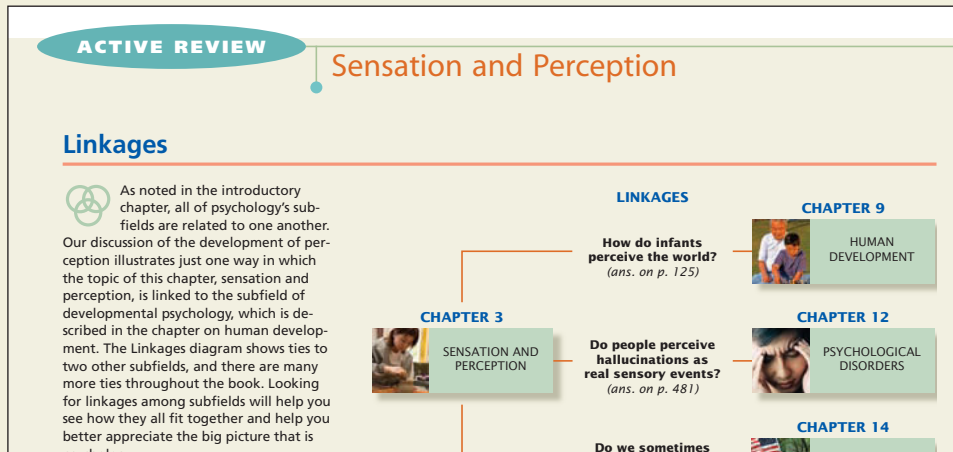 ACTIVE REVIEW
Sensation and Perception
Linkages
As noted in the introductory
chapter, all of psychology's sub-
fields are related to one another.
Our discussion of the development of per-
ception illustrates just one way in which
the topic of this chapter, sensation and
perception, is linked to the subfield of
developmental psychology, which is de-
scribed in the chapter on human develop-
ment. The Linkages diagram shows ties to
two other subfields, and there are many
more ties throughout the book. Looking
for linkages among subfields will help you
see how they all fit together and help you
better appreciate the big picture that is
LINKAGES
CHAPTER 3
SENSATION AND
PERCEPTION
How do infants
perceive the world?
(ans. on p. 125)
CHAPTER 9
HUMAN
DEVELOPMENT
Do people perceive
hallucinations as
real sensory events?
(ans. on p. 481)
CHAPTER 12
PSYCHOLOGICAL
DISORDERS
Do we sometimes
CHAPTER 14